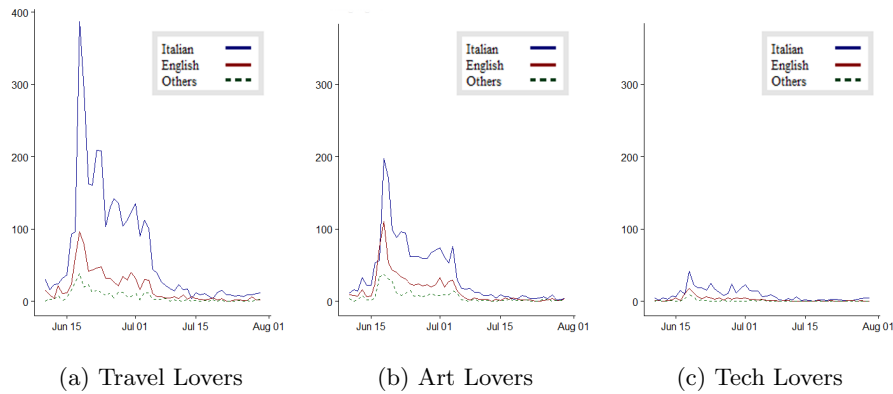 400
300
200
100
0
Italian
English
Others
Jun 15
Jul 01
Jul 15
Aug 01
(a) Travel Lovers
300
200
100
0
Italian
English
Others
Jun 15
Jul 01
Jul 15
Aug 01
(b) Art Lovers
300
200
100
0
Italian
English
Others
Jun 15
Jul 01
Jul 15
Aug 01
(c) Tech Lovers